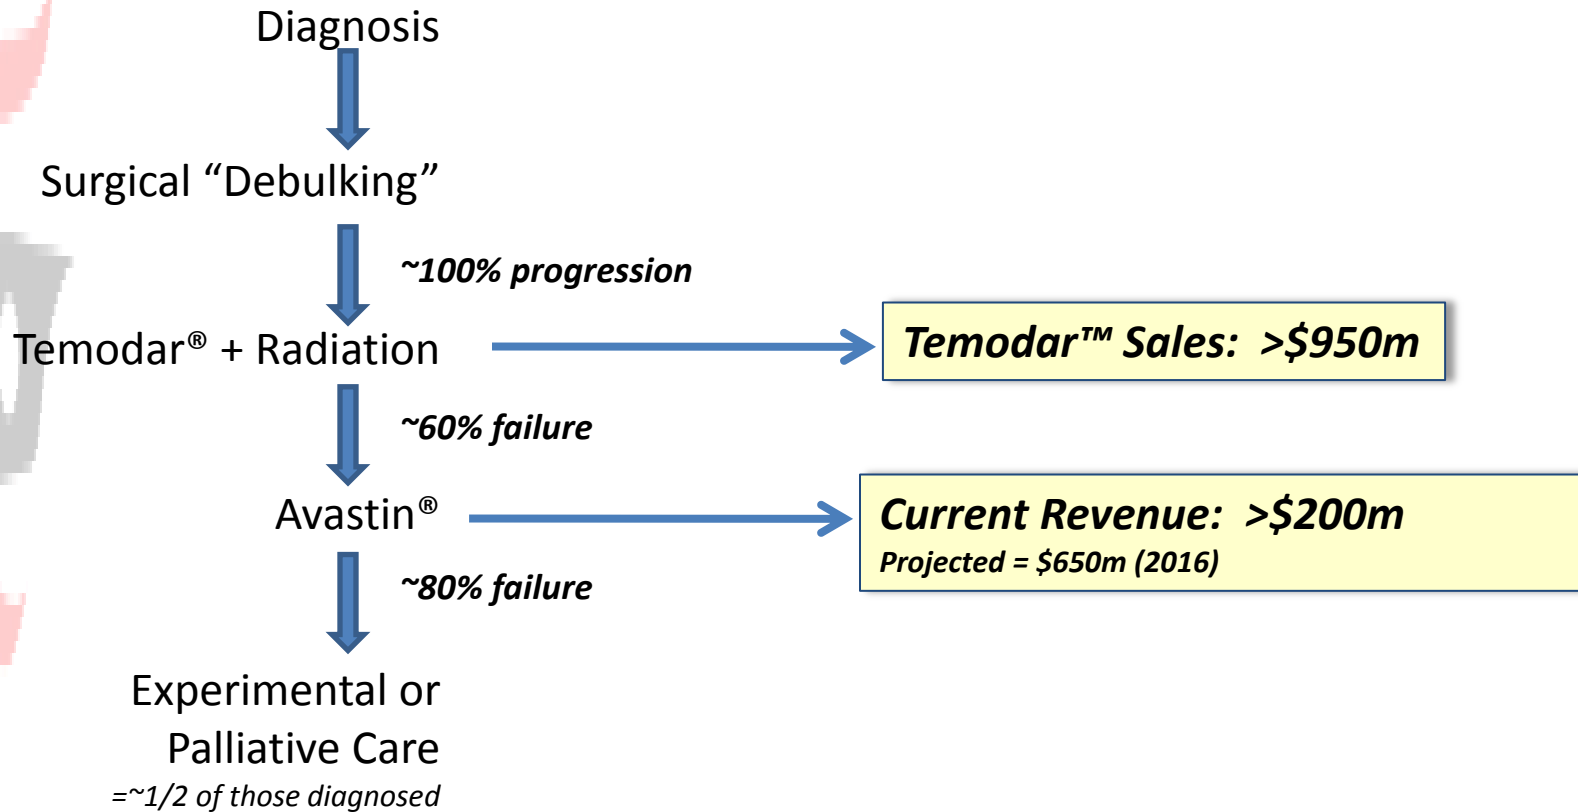 Diagnosis
Surgical “Debulking”
~100% progression
Temodar® + Radiation
Temodar™ Sales:  >$950m
~60% failure
Avastin®
Current Revenue:  >$200m
Projected = $650m (2016)
~80% failure
Experimental or
Palliative Care
=~1/2 of those diagnosed